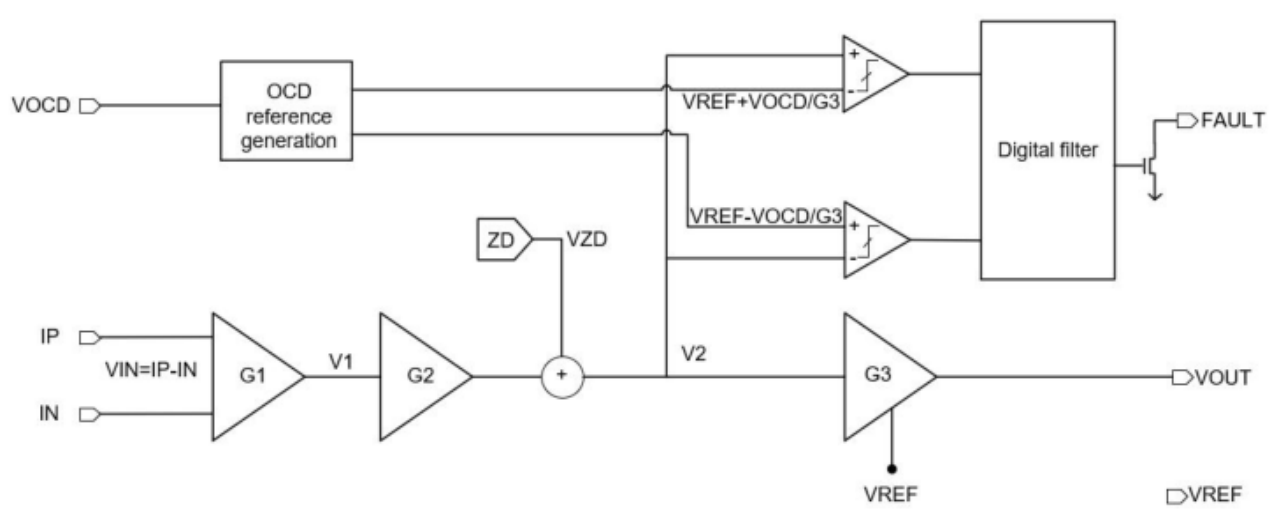 VOCD
OCD
reference
generation
+
-
VREF+VOCD/G3
Digital filter
FAULT
VREF-VOCD/G3
+
-
ZD
VZD
IP
VIN=IP-IN
IN
G1
V1
G2
+
V2
G3
VOUT
VREF
VREF